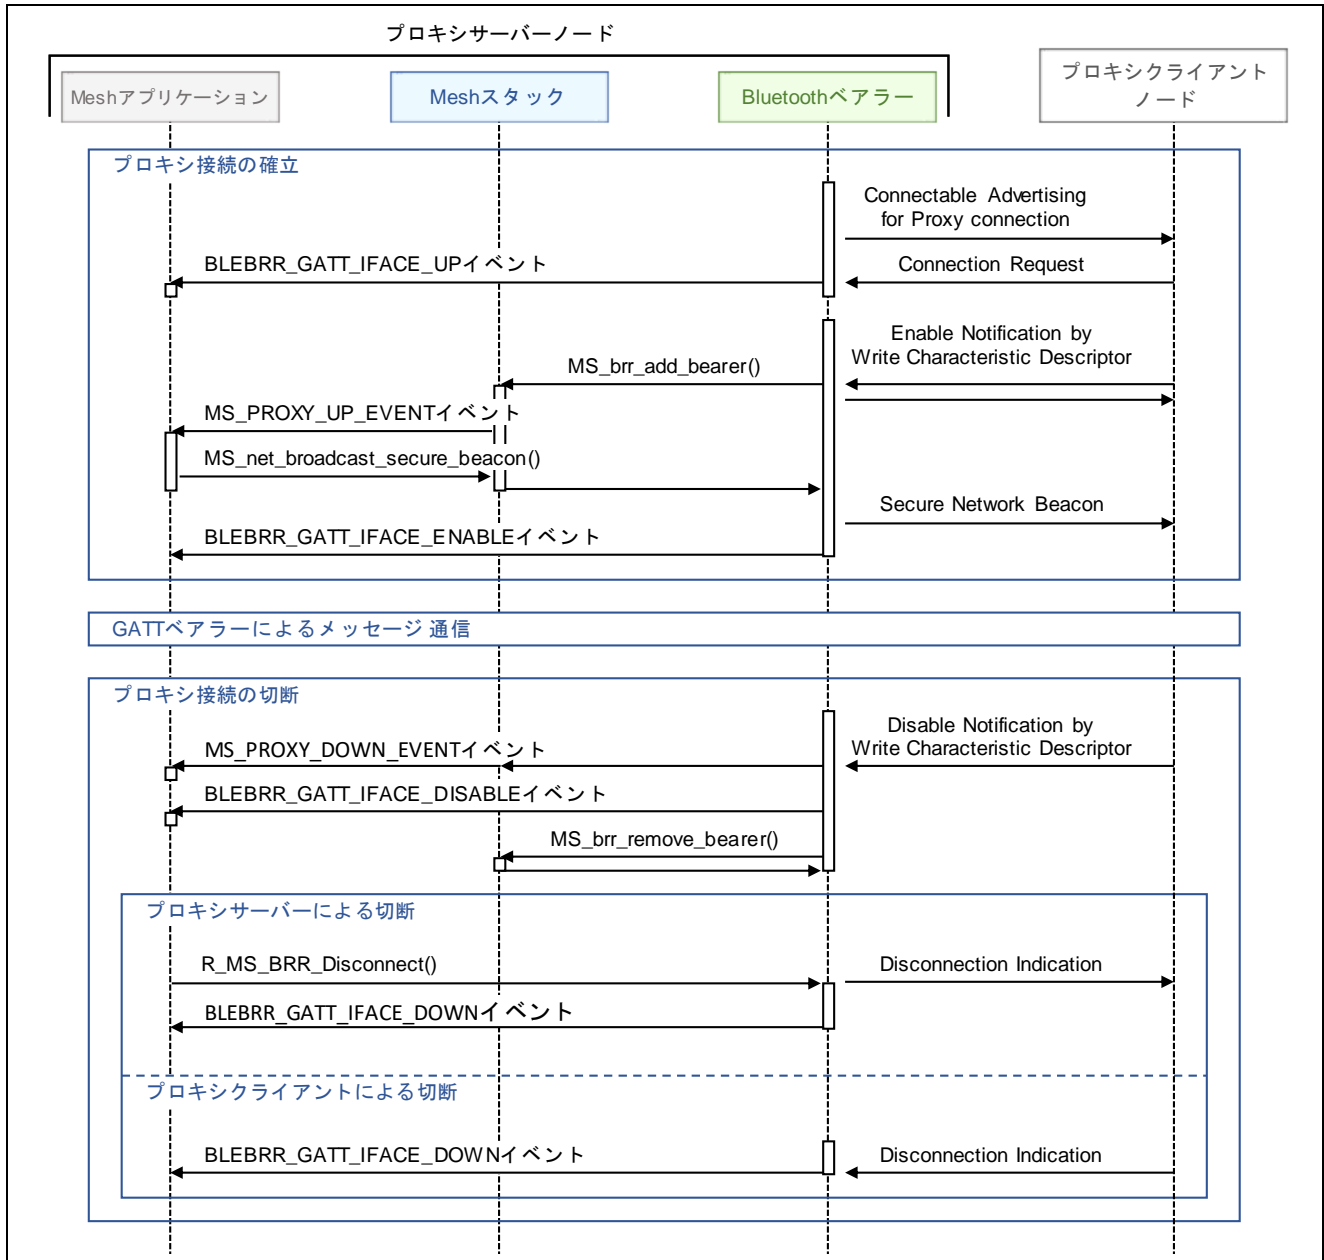 プロキシサーバーノード
Meshアプリケーション
Meshスタック
Bluetoothベアラー
プロキシクライアント
ノード
プロキシ接続の確立
Connectable Advertising
for Proxy connection
BLEBRR_GATT_IFACE_UPイベント
Connection Request
Enable Notification by
Write Characteristic Descriptor
MS_brr_add_bearer()
MS_PROXY_UP_EVENTイベント
MS_net_broadcast_secure_beacon()
Secure Network Beacon
BLEBRR_GATT_IFACE_ENABLEイベント
GATTベアラーによるメッセージ通信
プロキシ接続の切断
Disable Notification by
Write Characteristic Descriptor
MS_PROXY_DOWN_EVENTイベント
BLEBRR_GATT_IFACE_DISABLEイベント
MS_brr_remove_bearer()
プロキシサーバーによる切断
R_MS_BRR_Disconnect()
Disconnection Indication
BLEBRR_GATT_IFACE_DOWNイベント
プロキシクライアントによる切断
BLEBRR_GATT_IFACE_DOWNイベント
Disconnection Indication